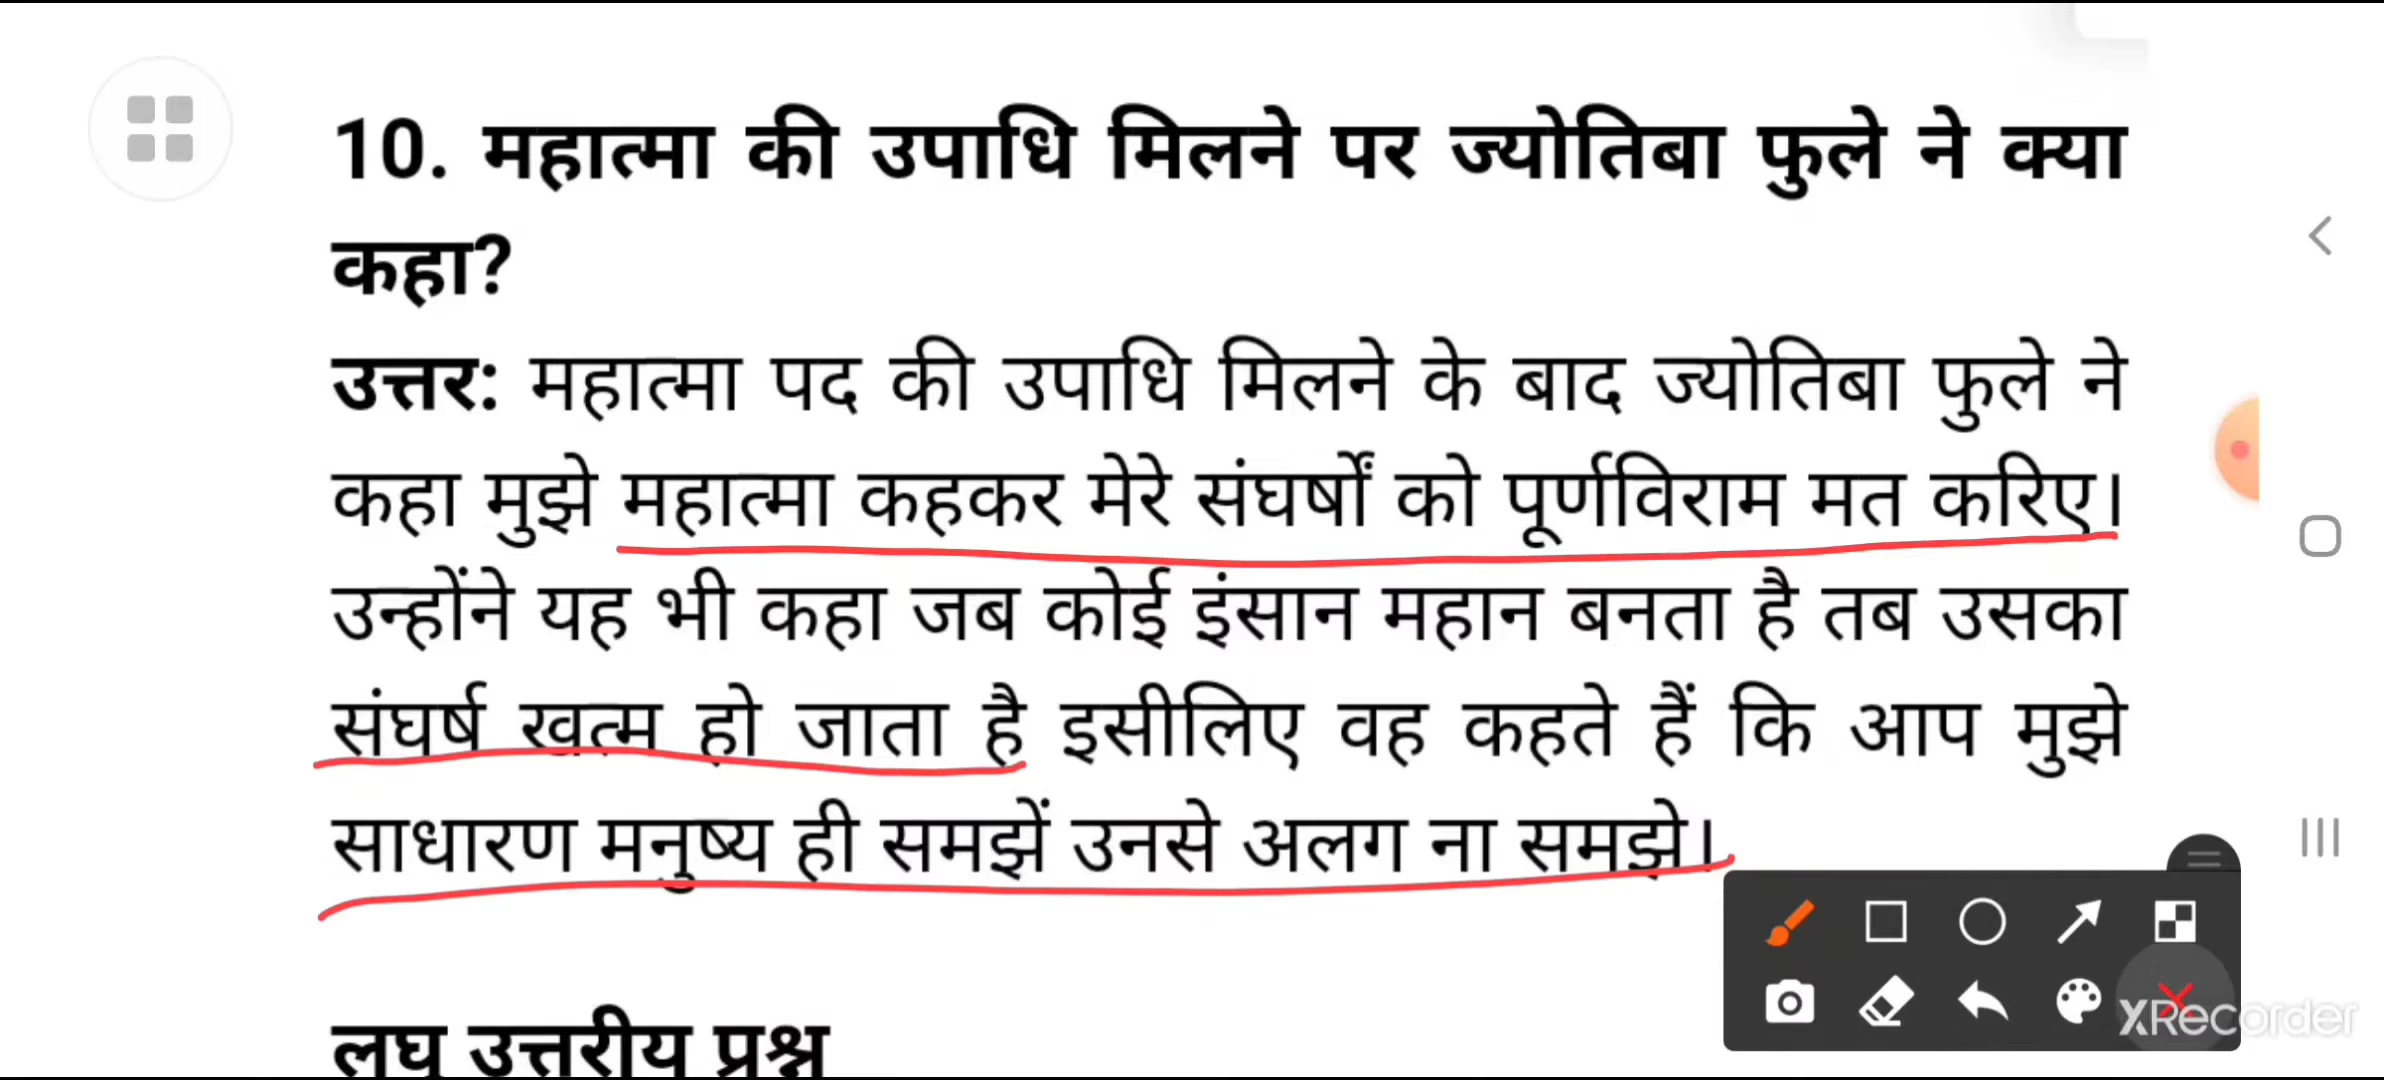 10. महात्मा की उपाधि मिलने पर ज्योतिबा फुले ने क्या
कहा?
उत्तर: महात्मा पद की उपाधि मिलने के बाद ज्योतिबा फुले ने
कहा मुझे महात्मा कहकर मेरे संघर्षों को पूर्णविराम मत करिए।
उन्होंने यह भी कहा जब कोई इंसान महान बनता है तब उसका
संघर्ष खत्म हो जाता है इसीलिए वह कहते हैं कि आप मुझे
साधारण मनुष्य ही समझें उनसे अलग ना समझे।
लघु उत्तरीय प्रश्न
XRecorder